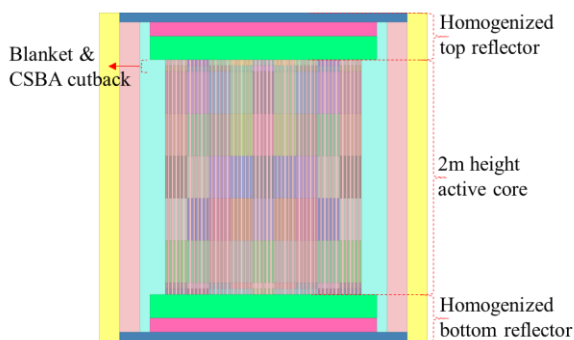 Homogenized
top reflector
Blanket &
CSBA cutback
2m height
active core
Homogenized
bottom reflector